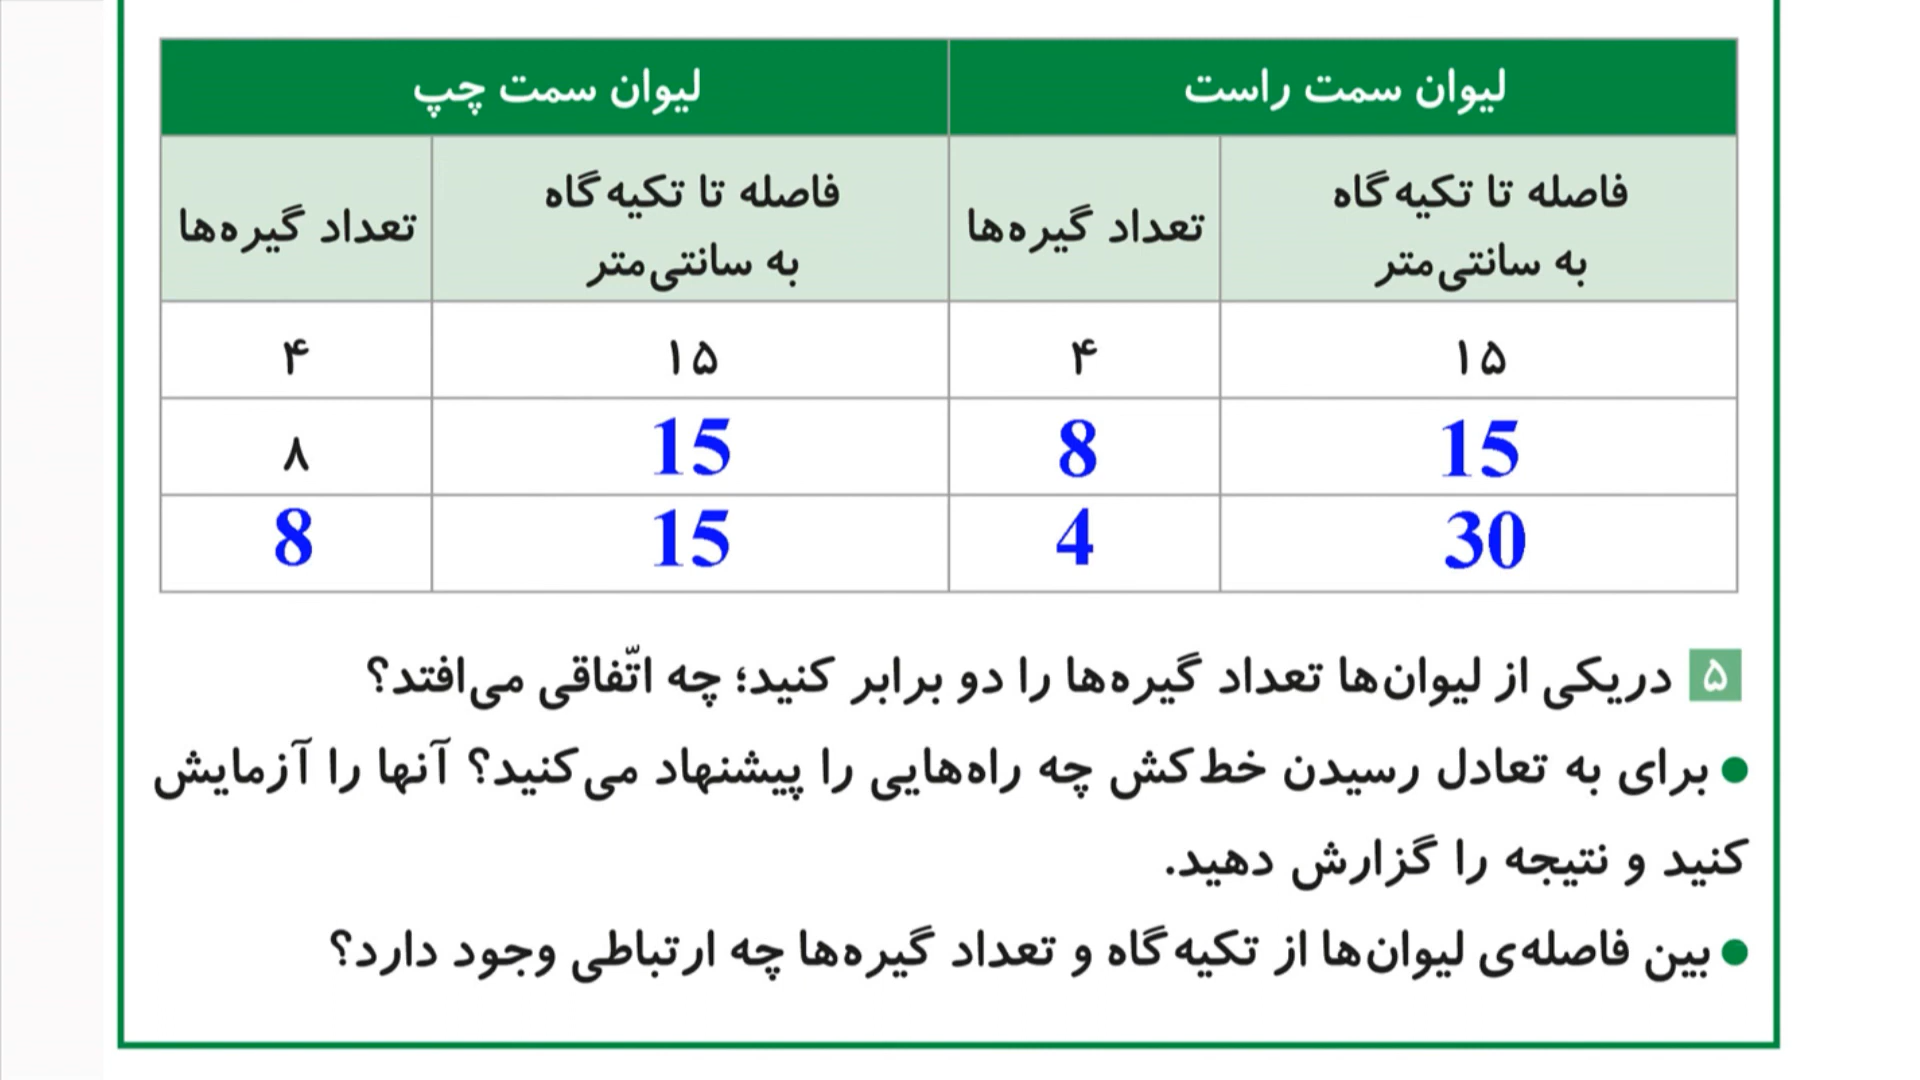 لیوان سمت راست لیوان سمت چپ
فاصله تا تکیه‌گاه به سانتی‌متر تعداد گیره‌ها فاصله تا تکیه‌گاه به سانتی‌متر تعداد گیره‌ها
۱۵ ۴ ۱۵ ۴
15 8 15 ۸
30 4 15 8
۵ در یکی از لیوان‌ها تعداد گیره‌ها را دو برابر کنید؛ چه اتّفاقی می‌افتد؟
● برای به تعادل رسیدن خط‌کش چه راه‌هایی را پیشنهاد می‌کنید؟ آنها را آزمایش
کنید و نتیجه را گزارش دهید.
● بین فاصله‌ی لیوان‌ها از تکیه‌گاه و تعداد گیره‌ها چه ارتباطی وجود دارد؟